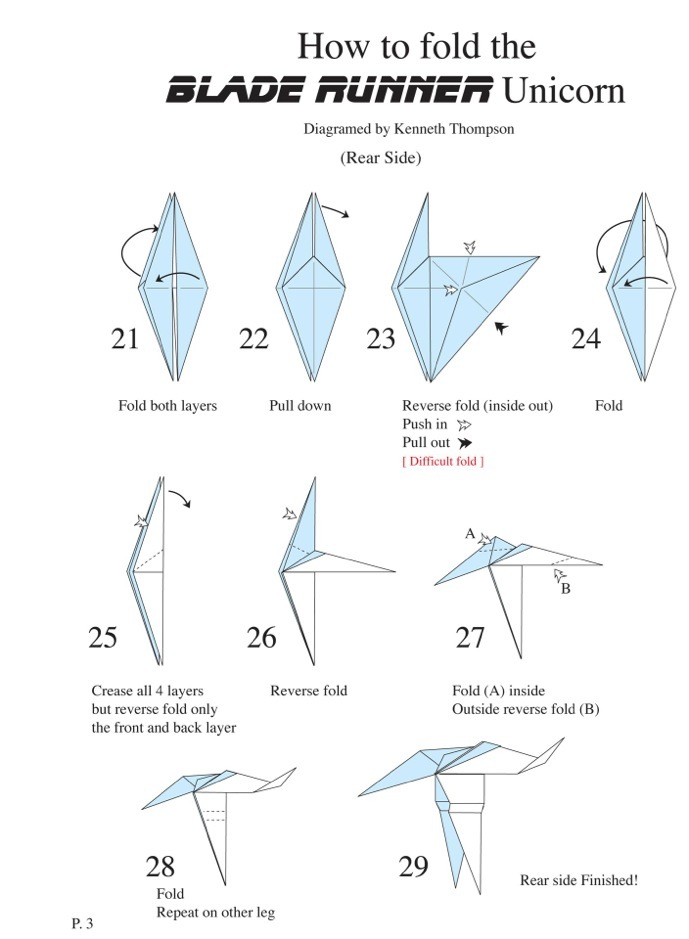 How to fold the
BLADE RUNNER Unicorn
Diagramed by Kenneth Thompson
(Rear Side)
21
22
23
24
Fold both layers
Pull down
Reverse fold (inside out)
Push in
Pull out
[ Difficult fold ]
Fold
A
B
25
26
27
Crease all 4 layers
but reverse fold only
the front and back layer
Reverse fold
Fold (A) inside
Outside reverse fold (B)
28
29
Fold
Repeat on other leg
Rear side Finished!
P. 3